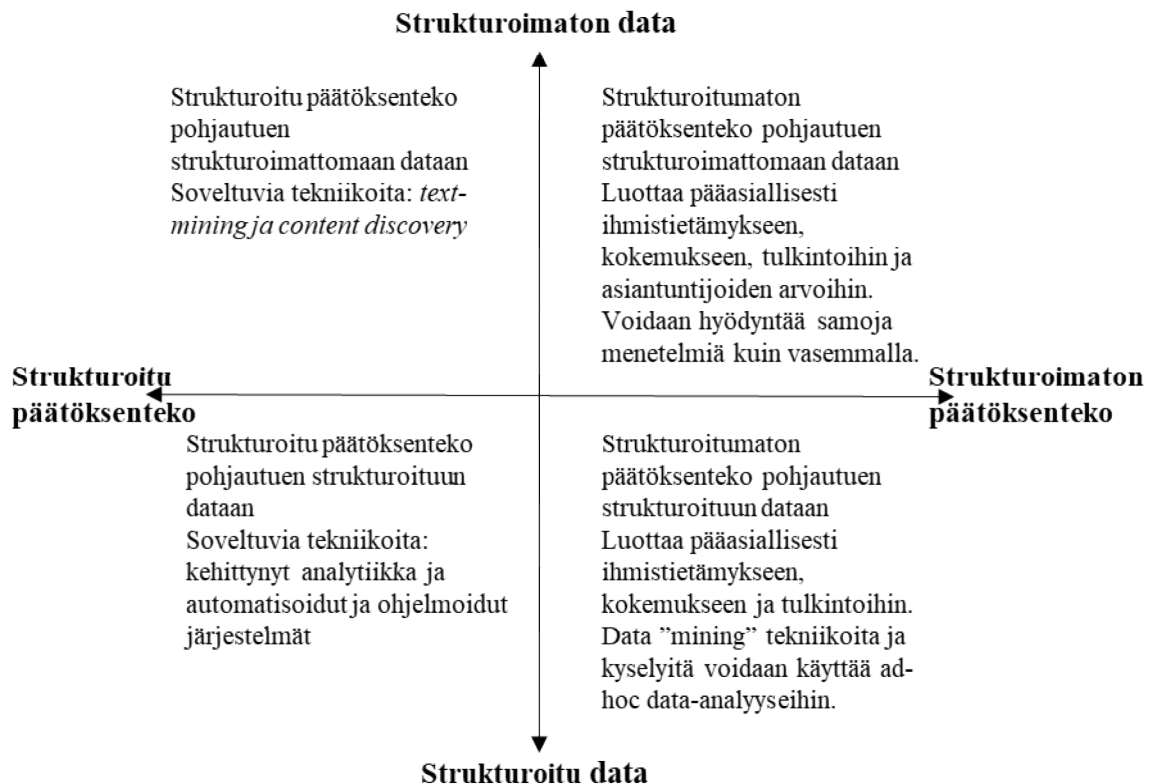 Strukturoimaton data
Strukturoitu päätöksenteko
pohjautuen
strukturoimattomaan dataan
Soveltuvia tekniikoita: text-
mining ja content discovery
Strukturoitumaton
päätöksenteko pohjautuen
strukturoimattomaan dataan
Luottaa pääasiallisesti
ihmistietämykseen,
kokemukseen, tulkintoihin ja
asiantuntijoiden arvoihin.
Voidaan hyödyntää samoja
menetelmiä kuin vasemmalla.
Strukturoitu
päätöksenteko
Strukturoimaton
päätöksenteko
Strukturoitu päätöksenteko
pohjautuen strukturoituun
dataan
Soveltuvia tekniikoita:
kehittynyt analytiikka ja
automatisoidut ja ohjelmoidut
järjestelmät
Strukturoitumaton
päätöksenteko pohjautuen
strukturoituun dataan
Luottaa pääasiallisesti
ihmistietämykseen,
kokemukseen ja tulkintoihin.
Data ”mining” tekniikoita ja
kyselyitä voidaan käyttää ad-
hoc data-analyyseihin.
Strukturoitu data